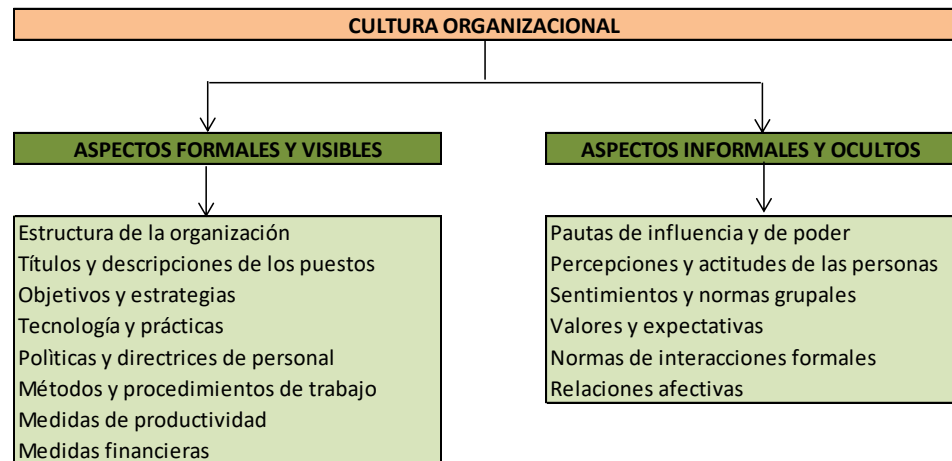 CULTURA ORGANIZACIONAL
ASPECTOS FORMALES Y VISIBLES
Estructura de la organización
Títulos y descripciones de los puestos
Objetivos y estrategias
Tecnología y prácticas
Polìticas y directrices de personal
Métodos y procedimientos de trabajo
Medidas de productividad
Medidas financieras
ASPECTOS INFORMALES Y OCULTOS
Pautas de influencia y de poder
Percepciones y actitudes de las personas
Sentimientos y normas grupales
Valores y expectativas
Normas de interacciones formales
Relaciones afectivas